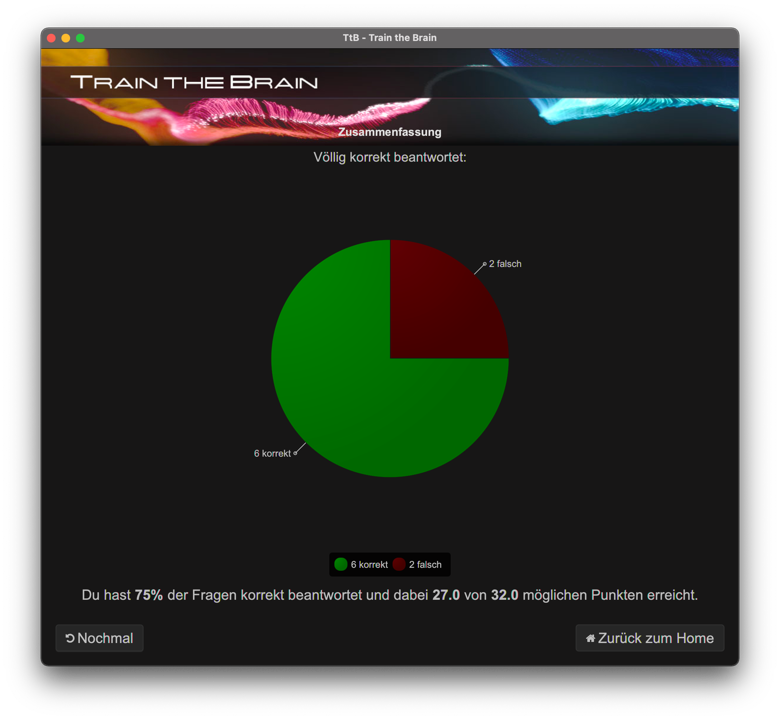 TtB - Train the Brain
Train the Brain
Zusammenfassung
Völlig korrekt beantwortet:
2 falsch
6 korrekt
6 korrekt 2 falsch
Du hast 75% der Fragen korrekt beantwortet und dabei 27.0 von 32.0 möglichen Punkten erreicht.
Nochmal
Zurück zum Home